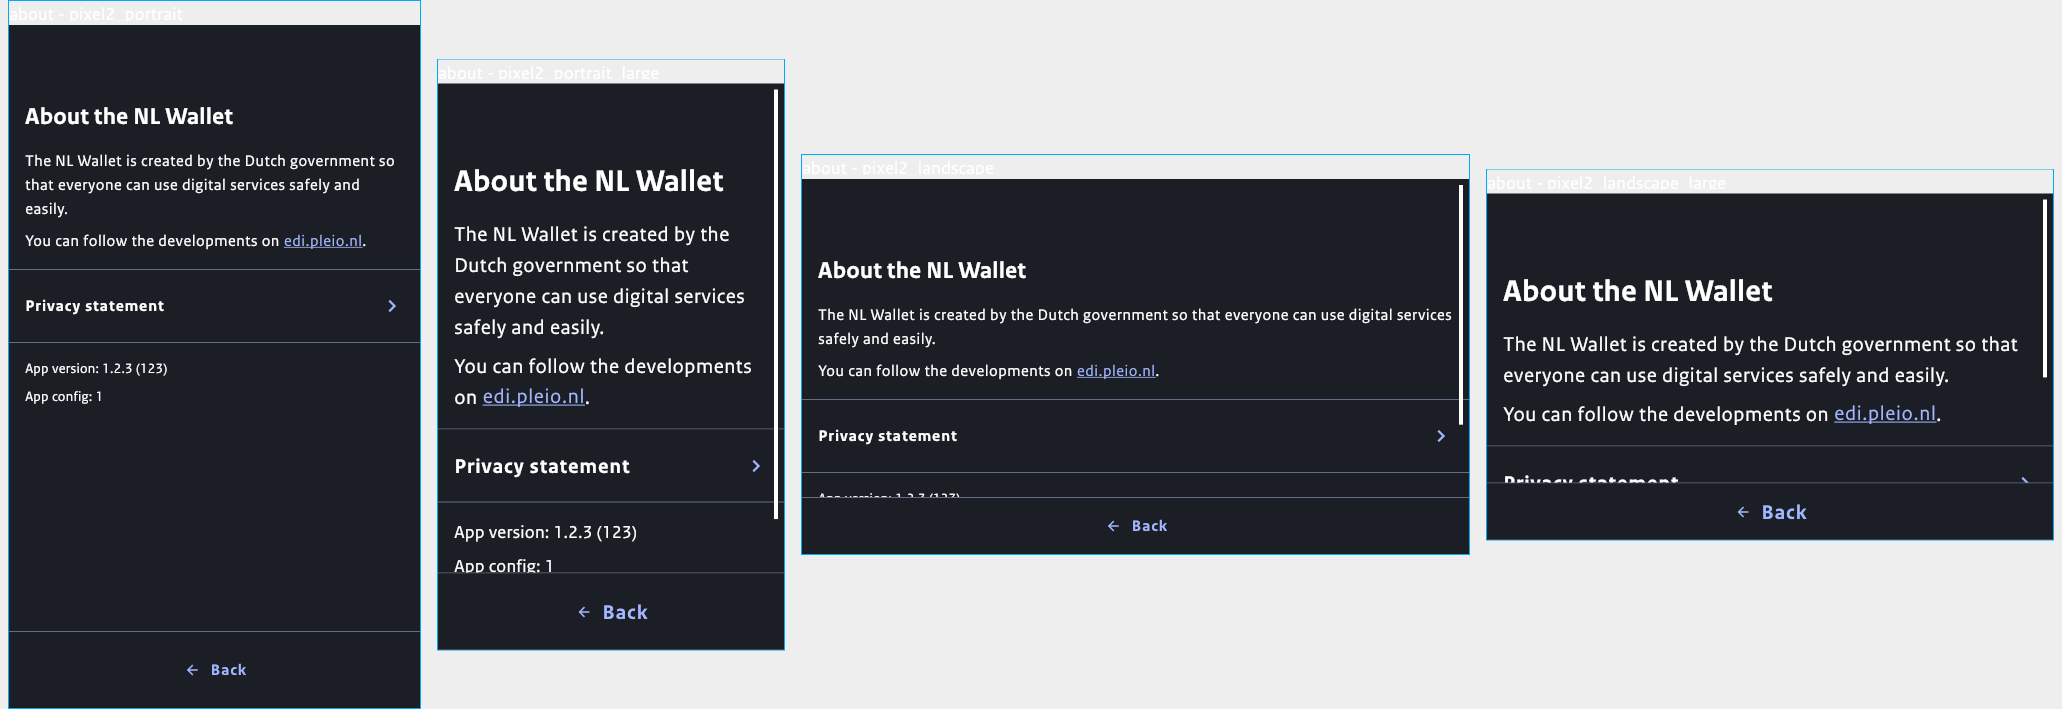 about - pixel2_portrait
About the NL Wallet
The NL Wallet is created by the Dutch government so
that everyone can use digital services safely and
easily.
You can follow the developments on edi.pleio.nl.
Privacy statement
App version: 1.2.3 (123)
App config: 1
Back
about - pixel2_portrait_large
About the NL Wallet
The NL Wallet is created by the
Dutch government so that
everyone can use digital services
safely and easily.
You can follow the developments
on edi.pleio.nl.
Privacy statement
App version: 1.2.3 (123)
App config: 1
Back
about - pixel2_landscape
About the NL Wallet
The NL Wallet is created by the Dutch government so that everyone can use digital services
safely and easily.
You can follow the developments on edi.pleio.nl.
Privacy statement
App version: 1.2.3 (123)
Back
about - pixel2_landscape_large
About the NL Wallet
The NL Wallet is created by the Dutch government so that
everyone can use digital services safely and easily.
You can follow the developments on edi.pleio.nl.
Privacy statement
Back